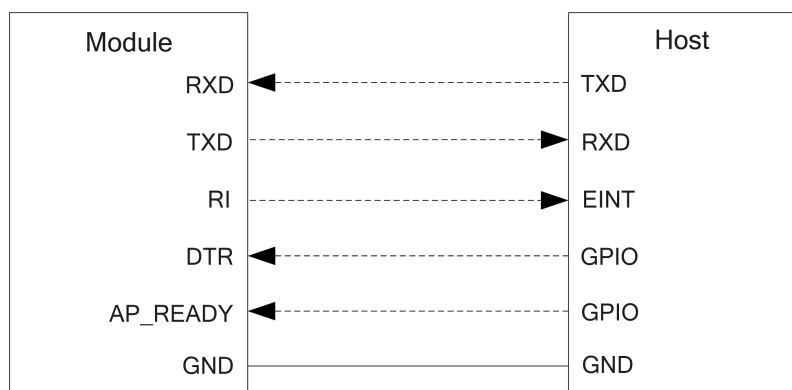 Module Host
RXD TXD
TXD RXD
RI EINT
DTR GPIO
AP_READY GPIO
GND GND